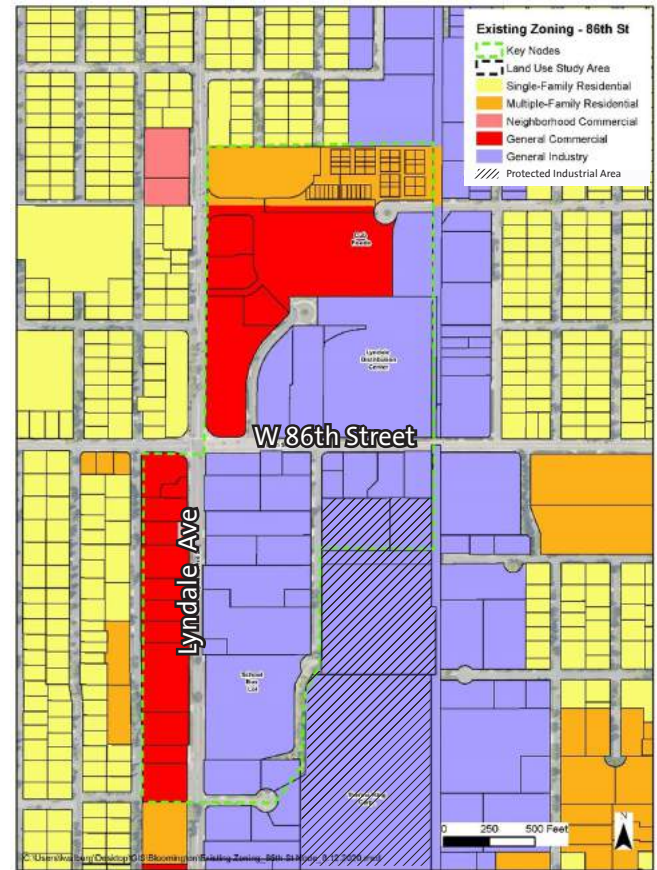 Existing Zoning - 86th St
Key Nodes
Land Use Study Area
Single-Family Residential
Multiple-Family Residential
Neighborhood Commercial
General Commercial
General Industry
Protected Industrial Area
Cub
Foods
Lyndale
Distribution
Center
W 86th Street
Lyndale Ave
School
Bus
Lot
N
0 250 500 Feet